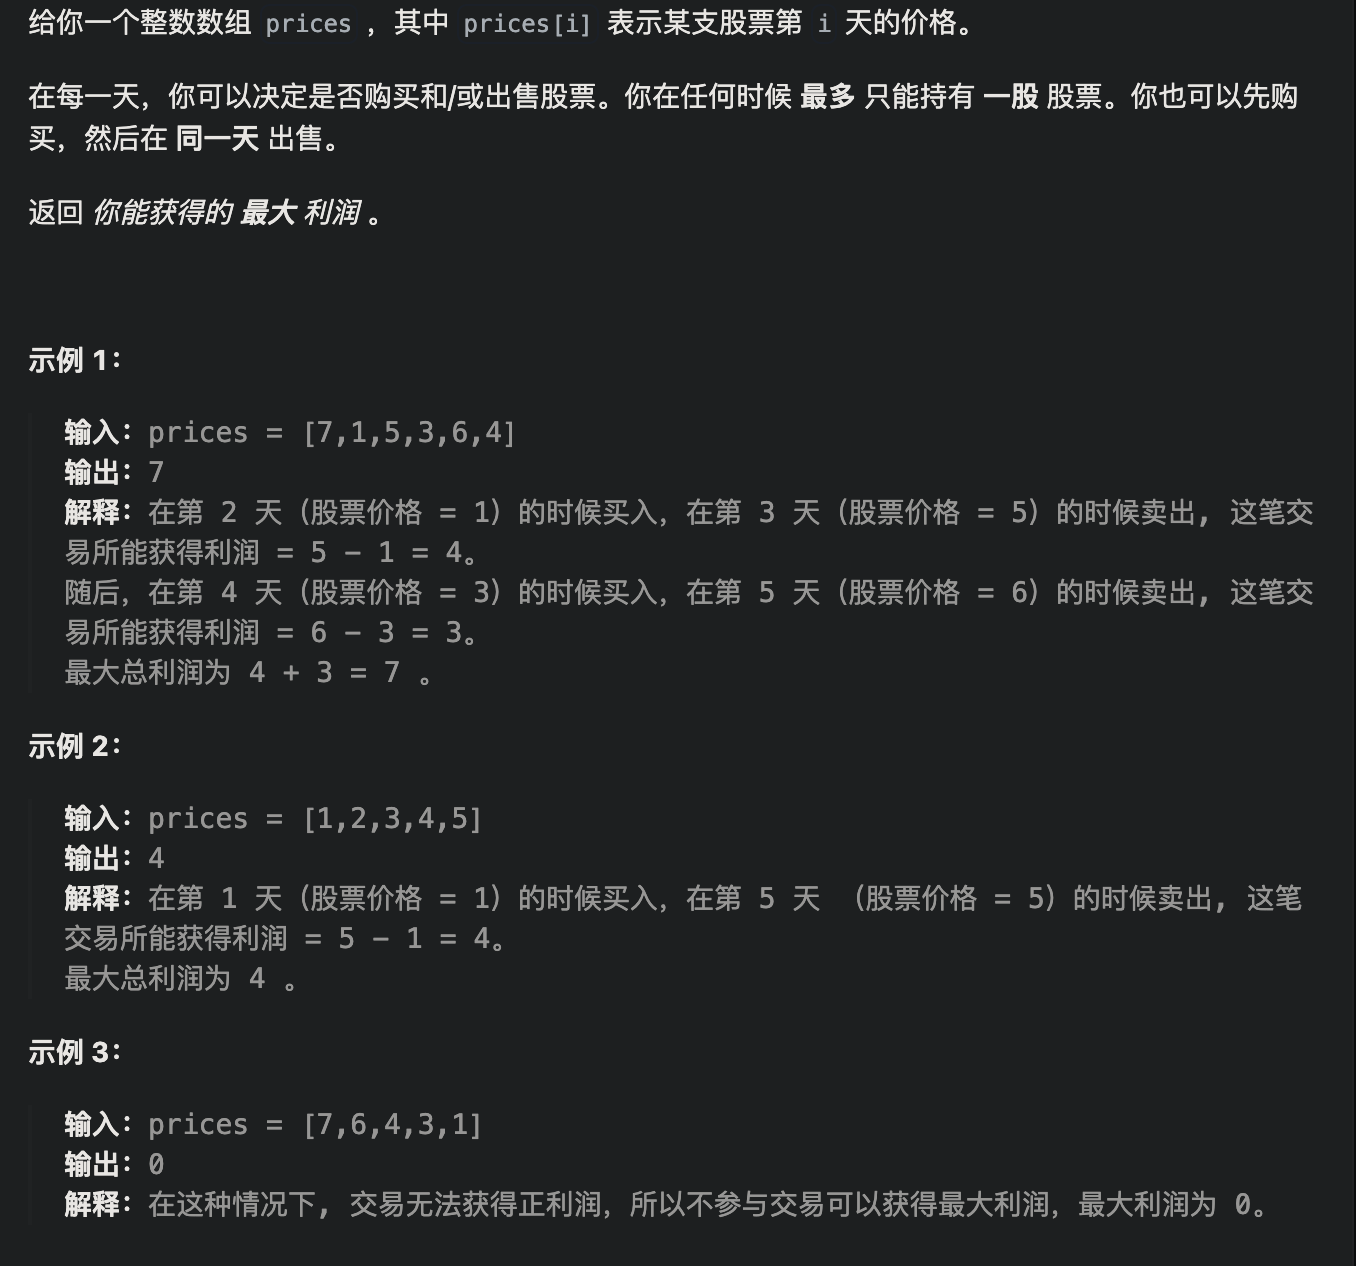 给你一个整数数组 prices ，其中 prices[i] 表示某支股票第 i 天的价格。
在每一天，你可以决定是否购买和/或出售股票。你在任何时候 最多 只能持有 一股 股票。你也可以先购
买，然后在 同一天 出售。
返回 你能获得的 最大 利润 。
示例 1：
输入：prices = [7,1,5,3,6,4]
输出：7
解释：在第 2 天（股票价格 = 1）的时候买入，在第 3 天（股票价格 = 5）的时候卖出, 这笔交
易所能获得利润 = 5 - 1 = 4。
随后，在第 4 天（股票价格 = 3）的时候买入，在第 5 天（股票价格 = 6）的时候卖出, 这笔交
易所能获得利润 = 6 - 3 = 3。
最大总利润为 4 + 3 = 7 。
示例 2：
输入：prices = [1,2,3,4,5]
输出：4
解释：在第 1 天（股票价格 = 1）的时候买入，在第 5 天 （股票价格 = 5）的时候卖出, 这笔
交易所能获得利润 = 5 - 1 = 4。
最大总利润为 4 。
示例 3：
输入：prices = [7,6,4,3,1]
输出：0
解释：在这种情况下, 交易无法获得正利润，所以不参与交易可以获得最大利润，最大利润为 0。